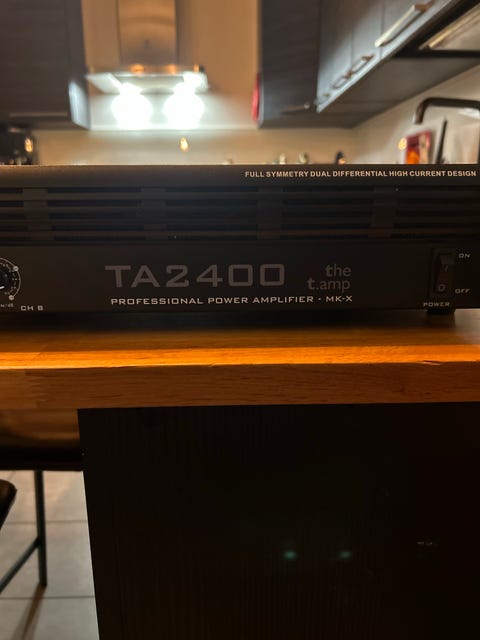 FULL SYMMETRY DUAL DIFFERENTIAL HIGH CURRENT DESIGN
TA2400
the
t.amp
PROFESSIONAL POWER AMPLIFIER - MK-X
CH B
ON
OFF
POWER